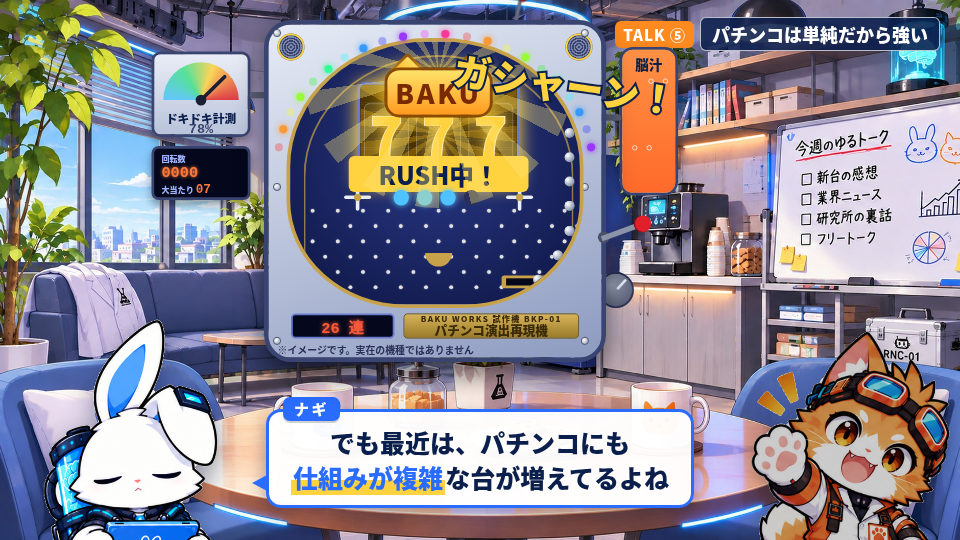 TALK ⑤
パチンコは単純だから強い
脳汁
ガシャーン！
BAKU
777
RUSH中！
ドキドキ計測
78%
回転数
0000
大当たり 07
今週のゆるトーク
新台の感想
業界ニュース
研究所の裏話
フリートーク
26 連
BAKU WORKS 試作機 BKP-01
パチンコ演出再現機
※イメージです。実在の機種ではありません
RNC-01
ナギ
でも最近は、パチンコにも
仕組みが複雑な台が増えてるよね